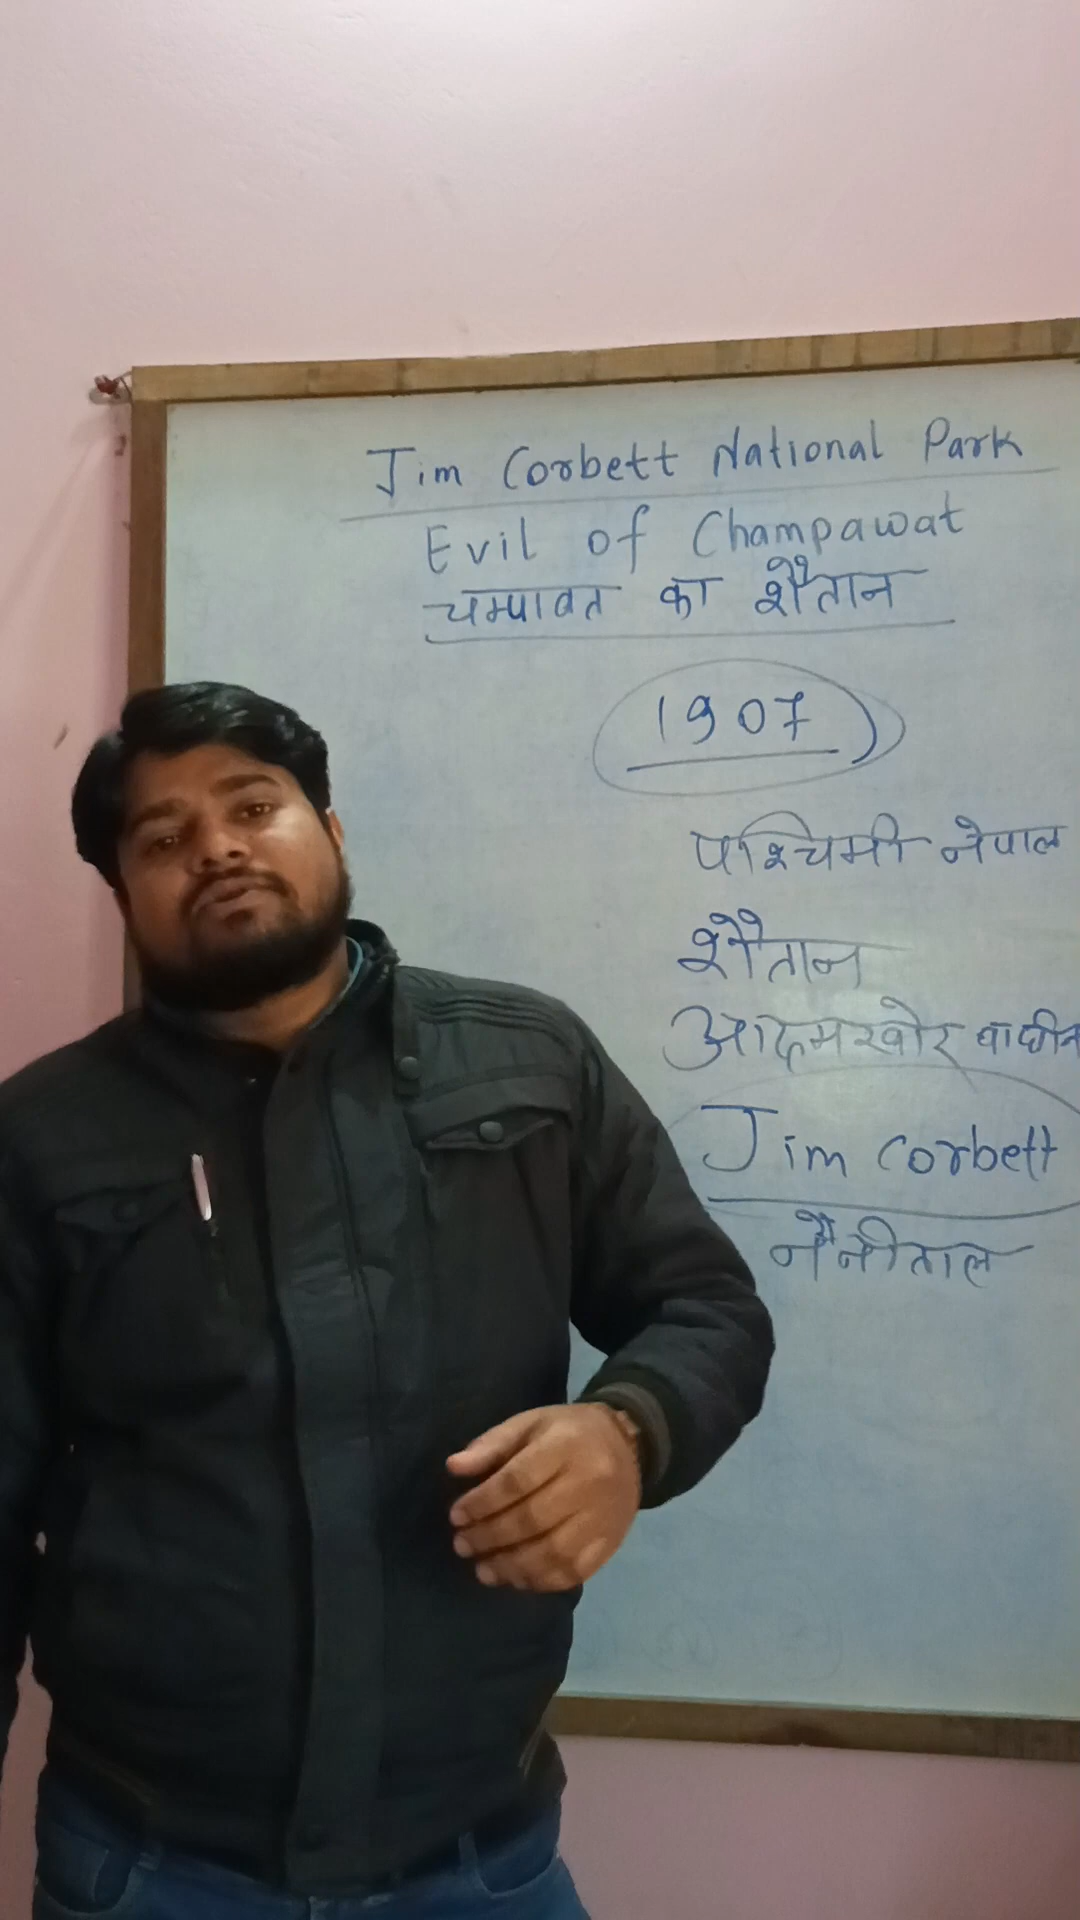 Jim Corbett National Park
Evil of Champawat
चम्पावत का शैतान
1907
पश्चिमी नेपाल
शैतान
आदमखोर बाघीन
Jim Corbett
नैनीताल